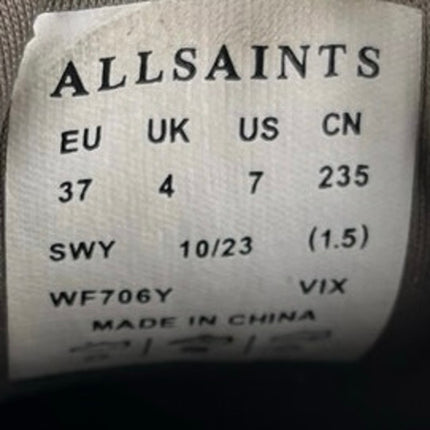 ALLSAINTS
EU UK US CN
37 4 7 235
SWY 10/23 (1.5)
WF706Y VIX
MADE IN CHINA